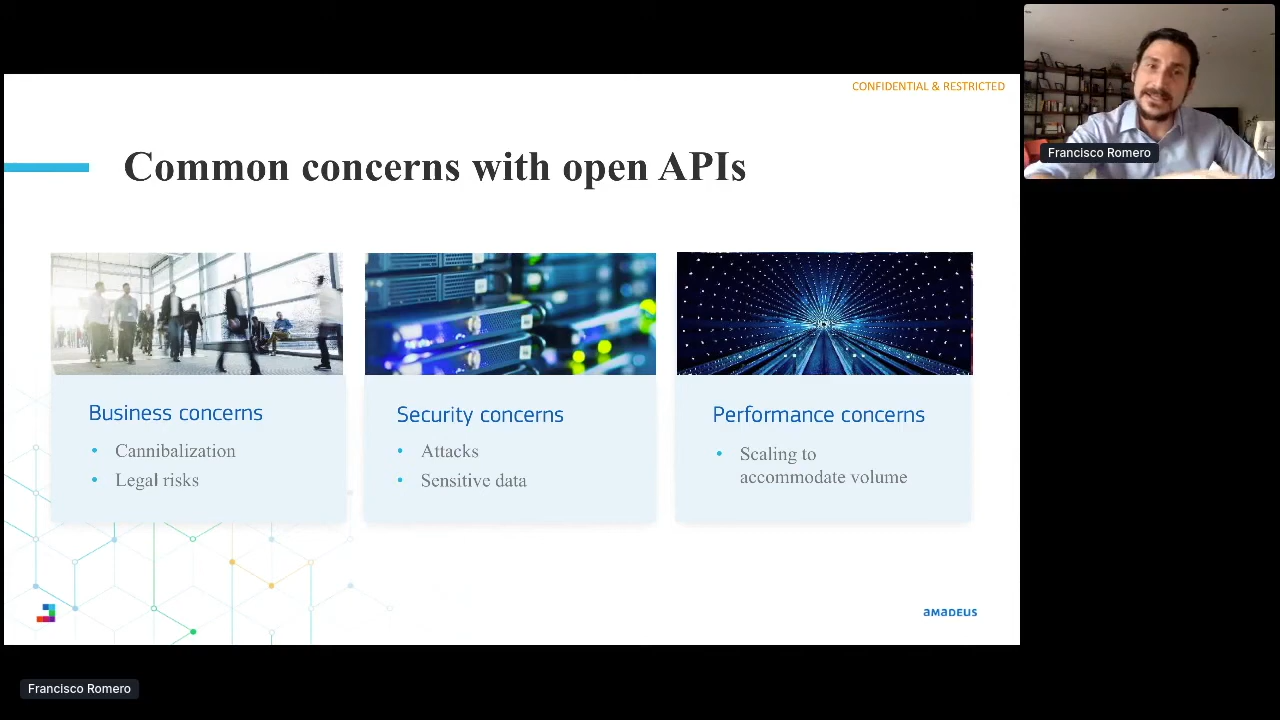 CONFIDENTIAL & RESTRICTED
Common concerns with open APIs
Francisco Romero
Business concerns
• Cannibalization
• Legal risks
Security concerns
• Attacks
• Sensitive data
Performance concerns
• Scaling to
accommodate volume
aмaDEUS
Francisco Romero